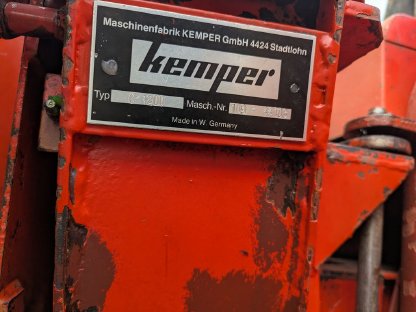 Maschinenfabrik KEMPER GmbH 4424 Stadtlohn
kemper
Typ
Masch.-Nr.
Made in W. Germany